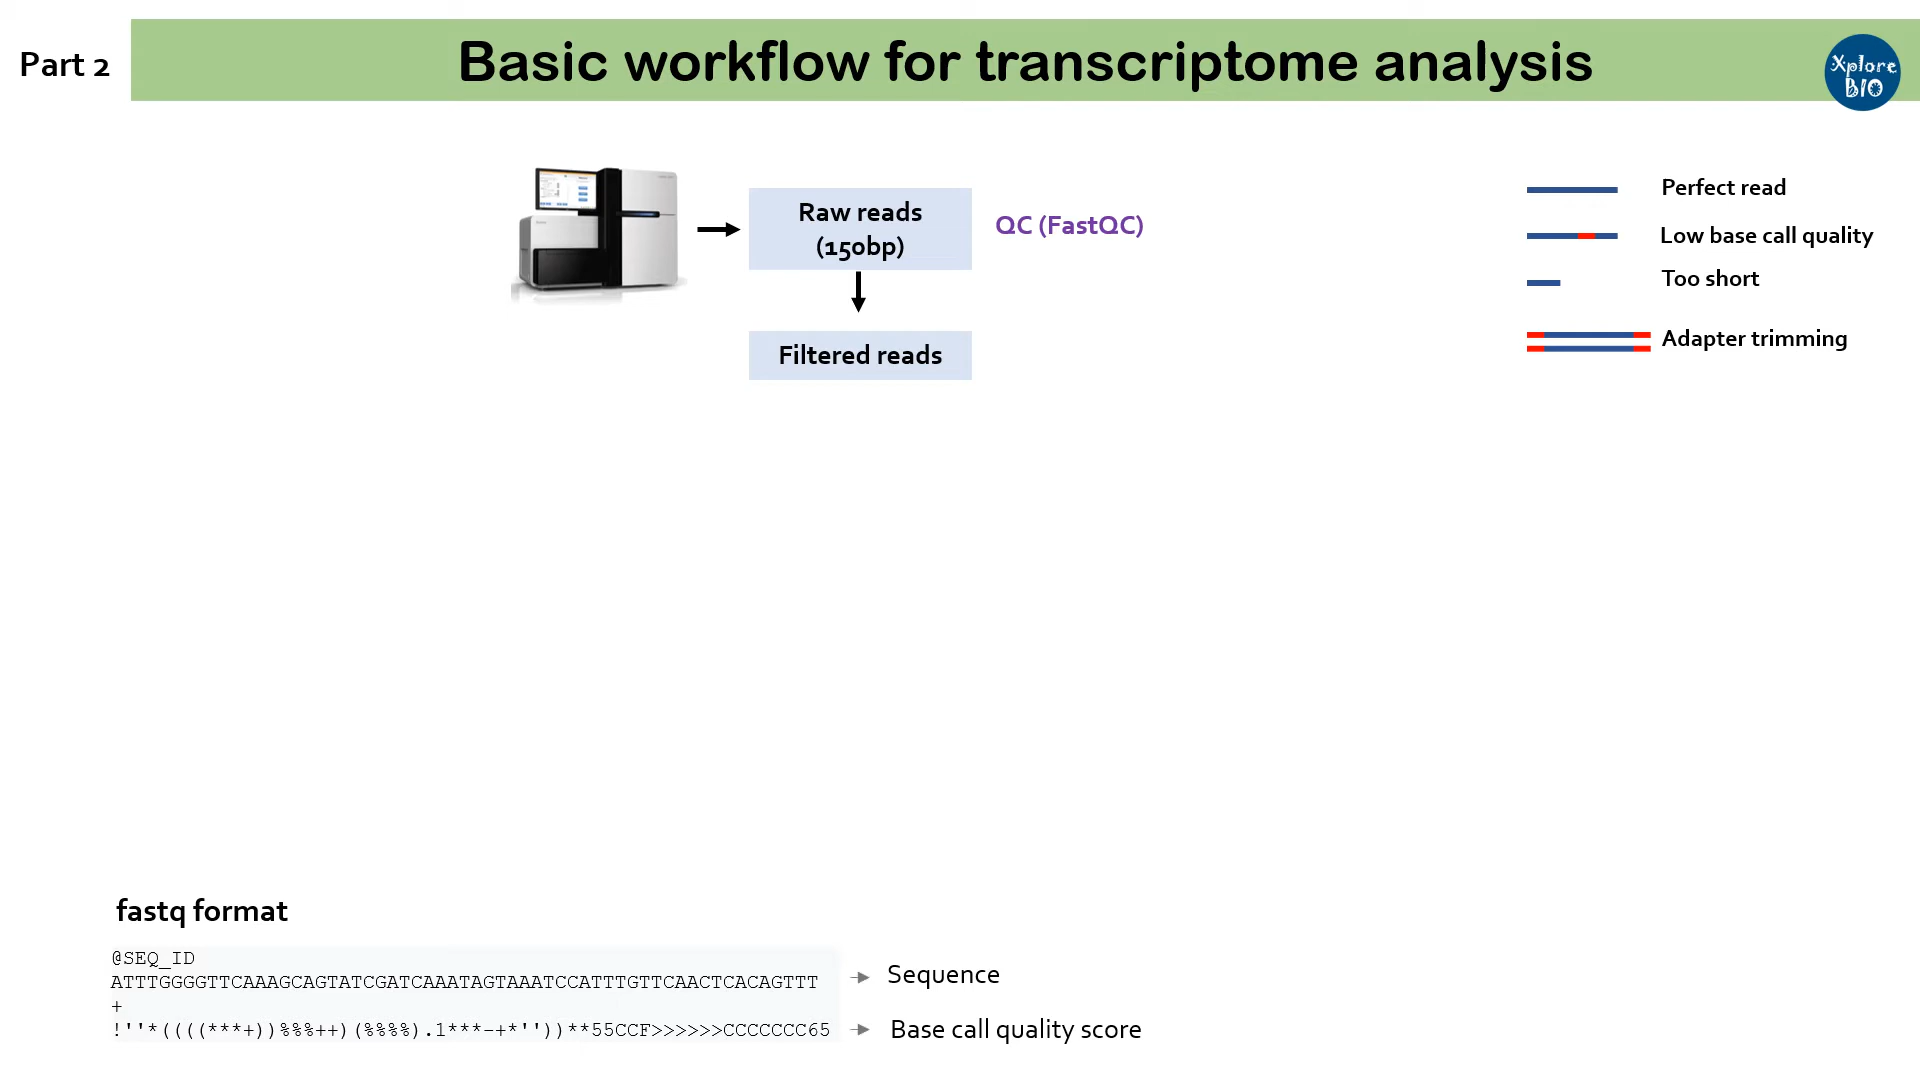 Part 2
Basic workflow for transcriptome analysis
Xplore
BIO
Raw reads
(150bp)
QC (FastQC)
Filtered reads
Perfect read
Low base call quality
Too short
Adapter trimming
fastq format
@SEQ_ID
ATTTGGGGTTCAAAGCAGTATCGATCAAATAGTAAATCCATTTGTTCAACTCACAGTTT
Sequence
+
!''*((((***+))%%%++)(%%%%).1***-+*''))**55CCF>>>>>>CCCCCCC65
Base call quality score